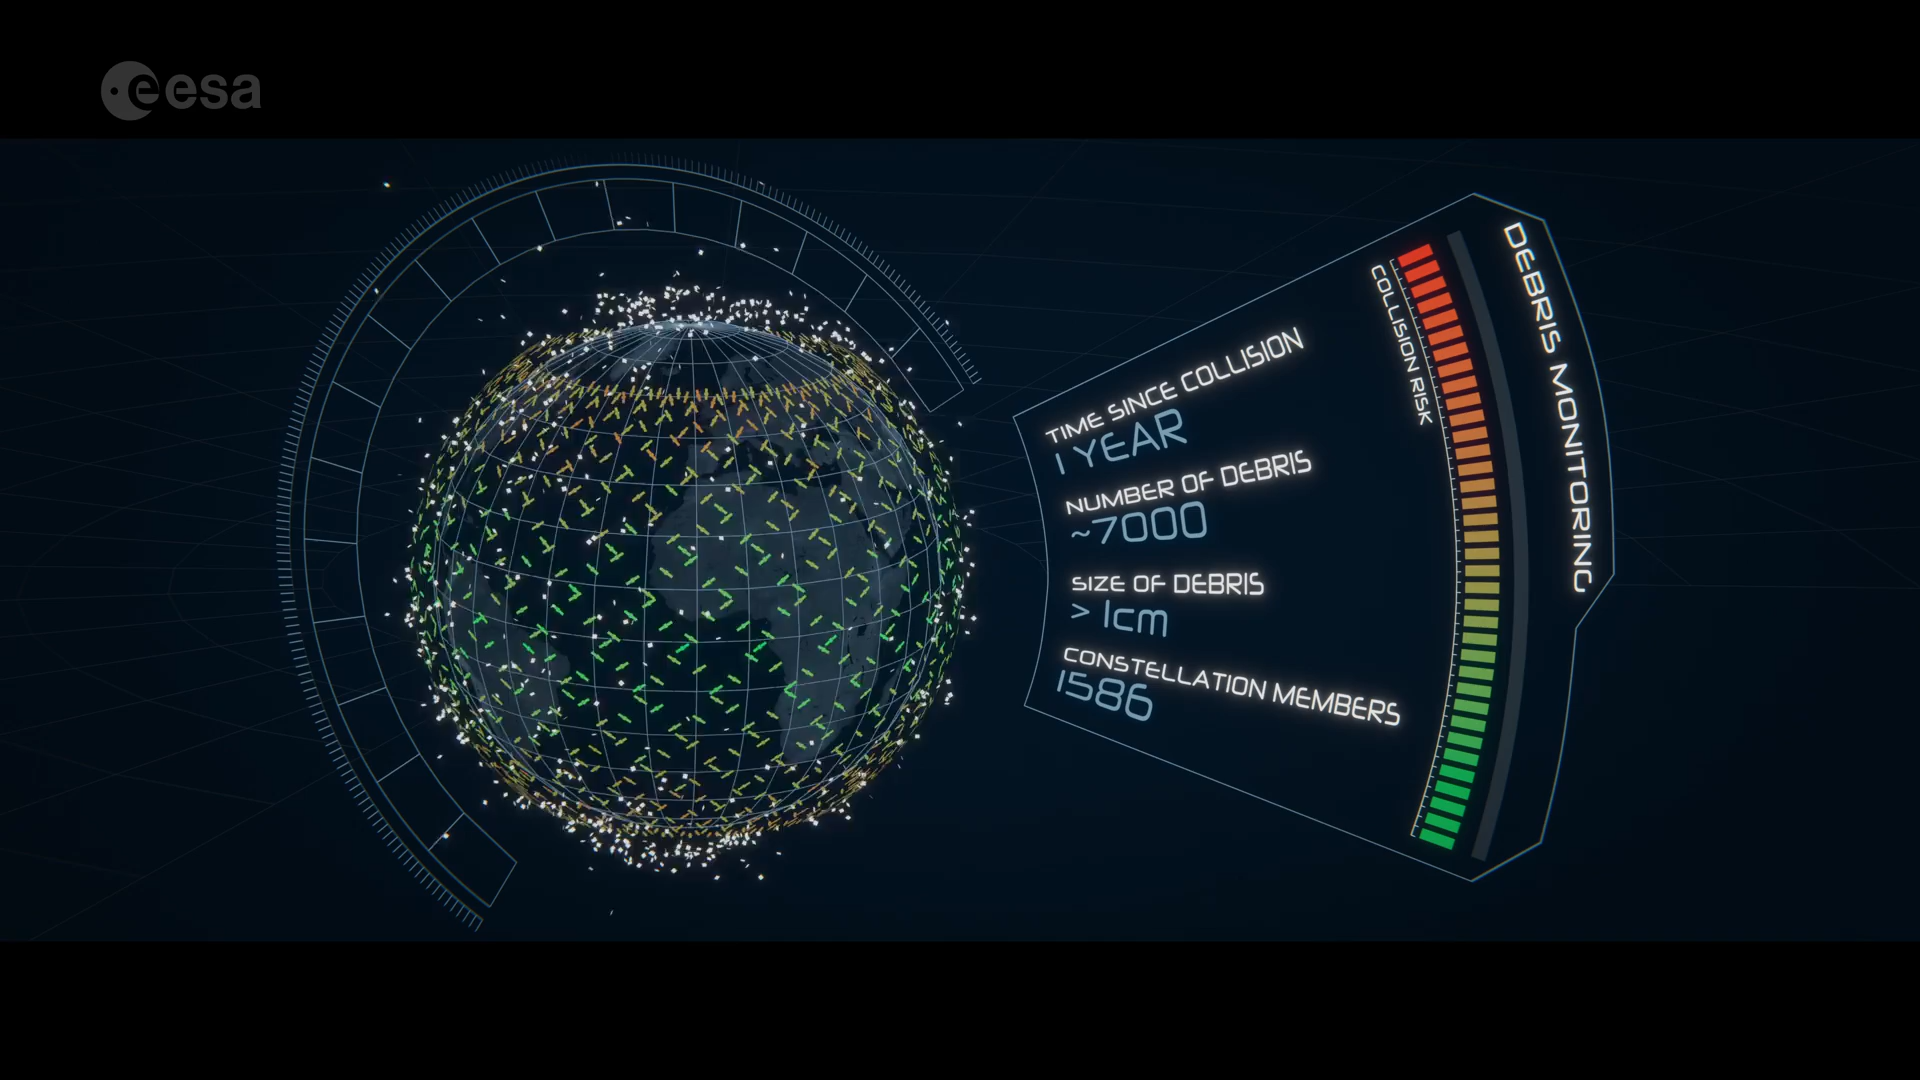 eesa
TIME SINCE COLLISION
1 YEAR
NUMBER OF DEBRIS
~7000
SIZE OF DEBRIS
> 1cm
CONSTELLATION MEMBERS
1586
COLLISION RISK
DEBRIS MONITORING